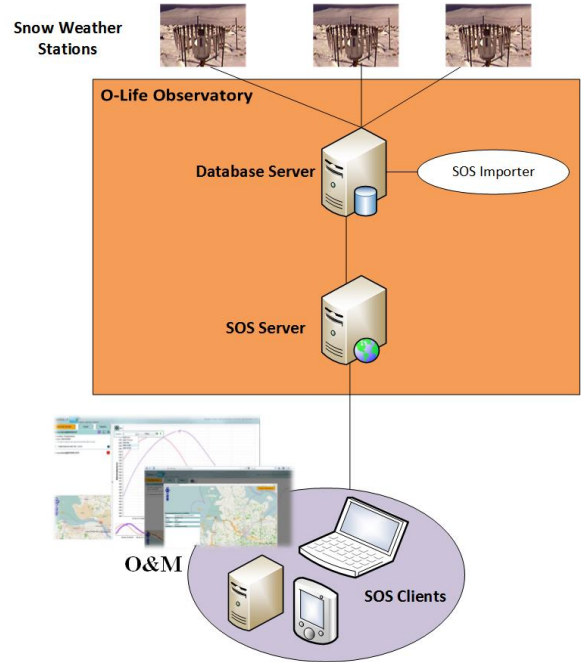 Snow Weather
Stations
O-Life Observatory
Database Server
SOS Importer
SOS Server
O&M
SOS Clients